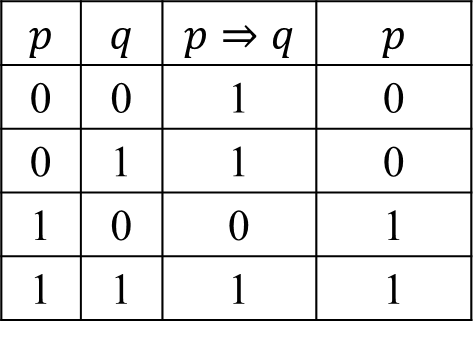 p q p ⇒ q p
0 0 1 0
0 1 1 0
1 0 0 1
1 1 1 1